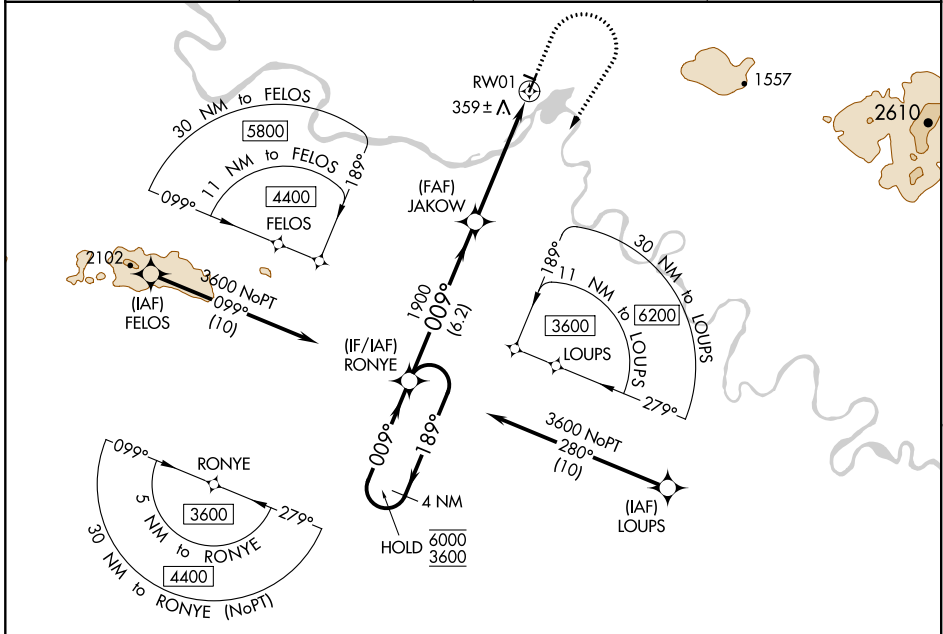 RW01
359 ±
1557
2610
30 NM to FELOS
5800
11 NM to FELOS
4400
099°
189°
FELOS
(FAF)
JAKOW
2102
(IAF)
FELOS
3600 NoPT
099°
(10)
1900
009°
(6.2)
(IF/IAF)
RONYE
30 NM to LOUPS
6200
11 NM to LOUPS
3600
189°
LOUPS
279°
009°
189°
4 NM
HOLD
6000
3600
3600 NoPT
280°
(10)
(IAF)
LOUPS
099°
RONYE
279°
3600
5 NM to RONYE
4400
30 NM to RONYE (NoPT)